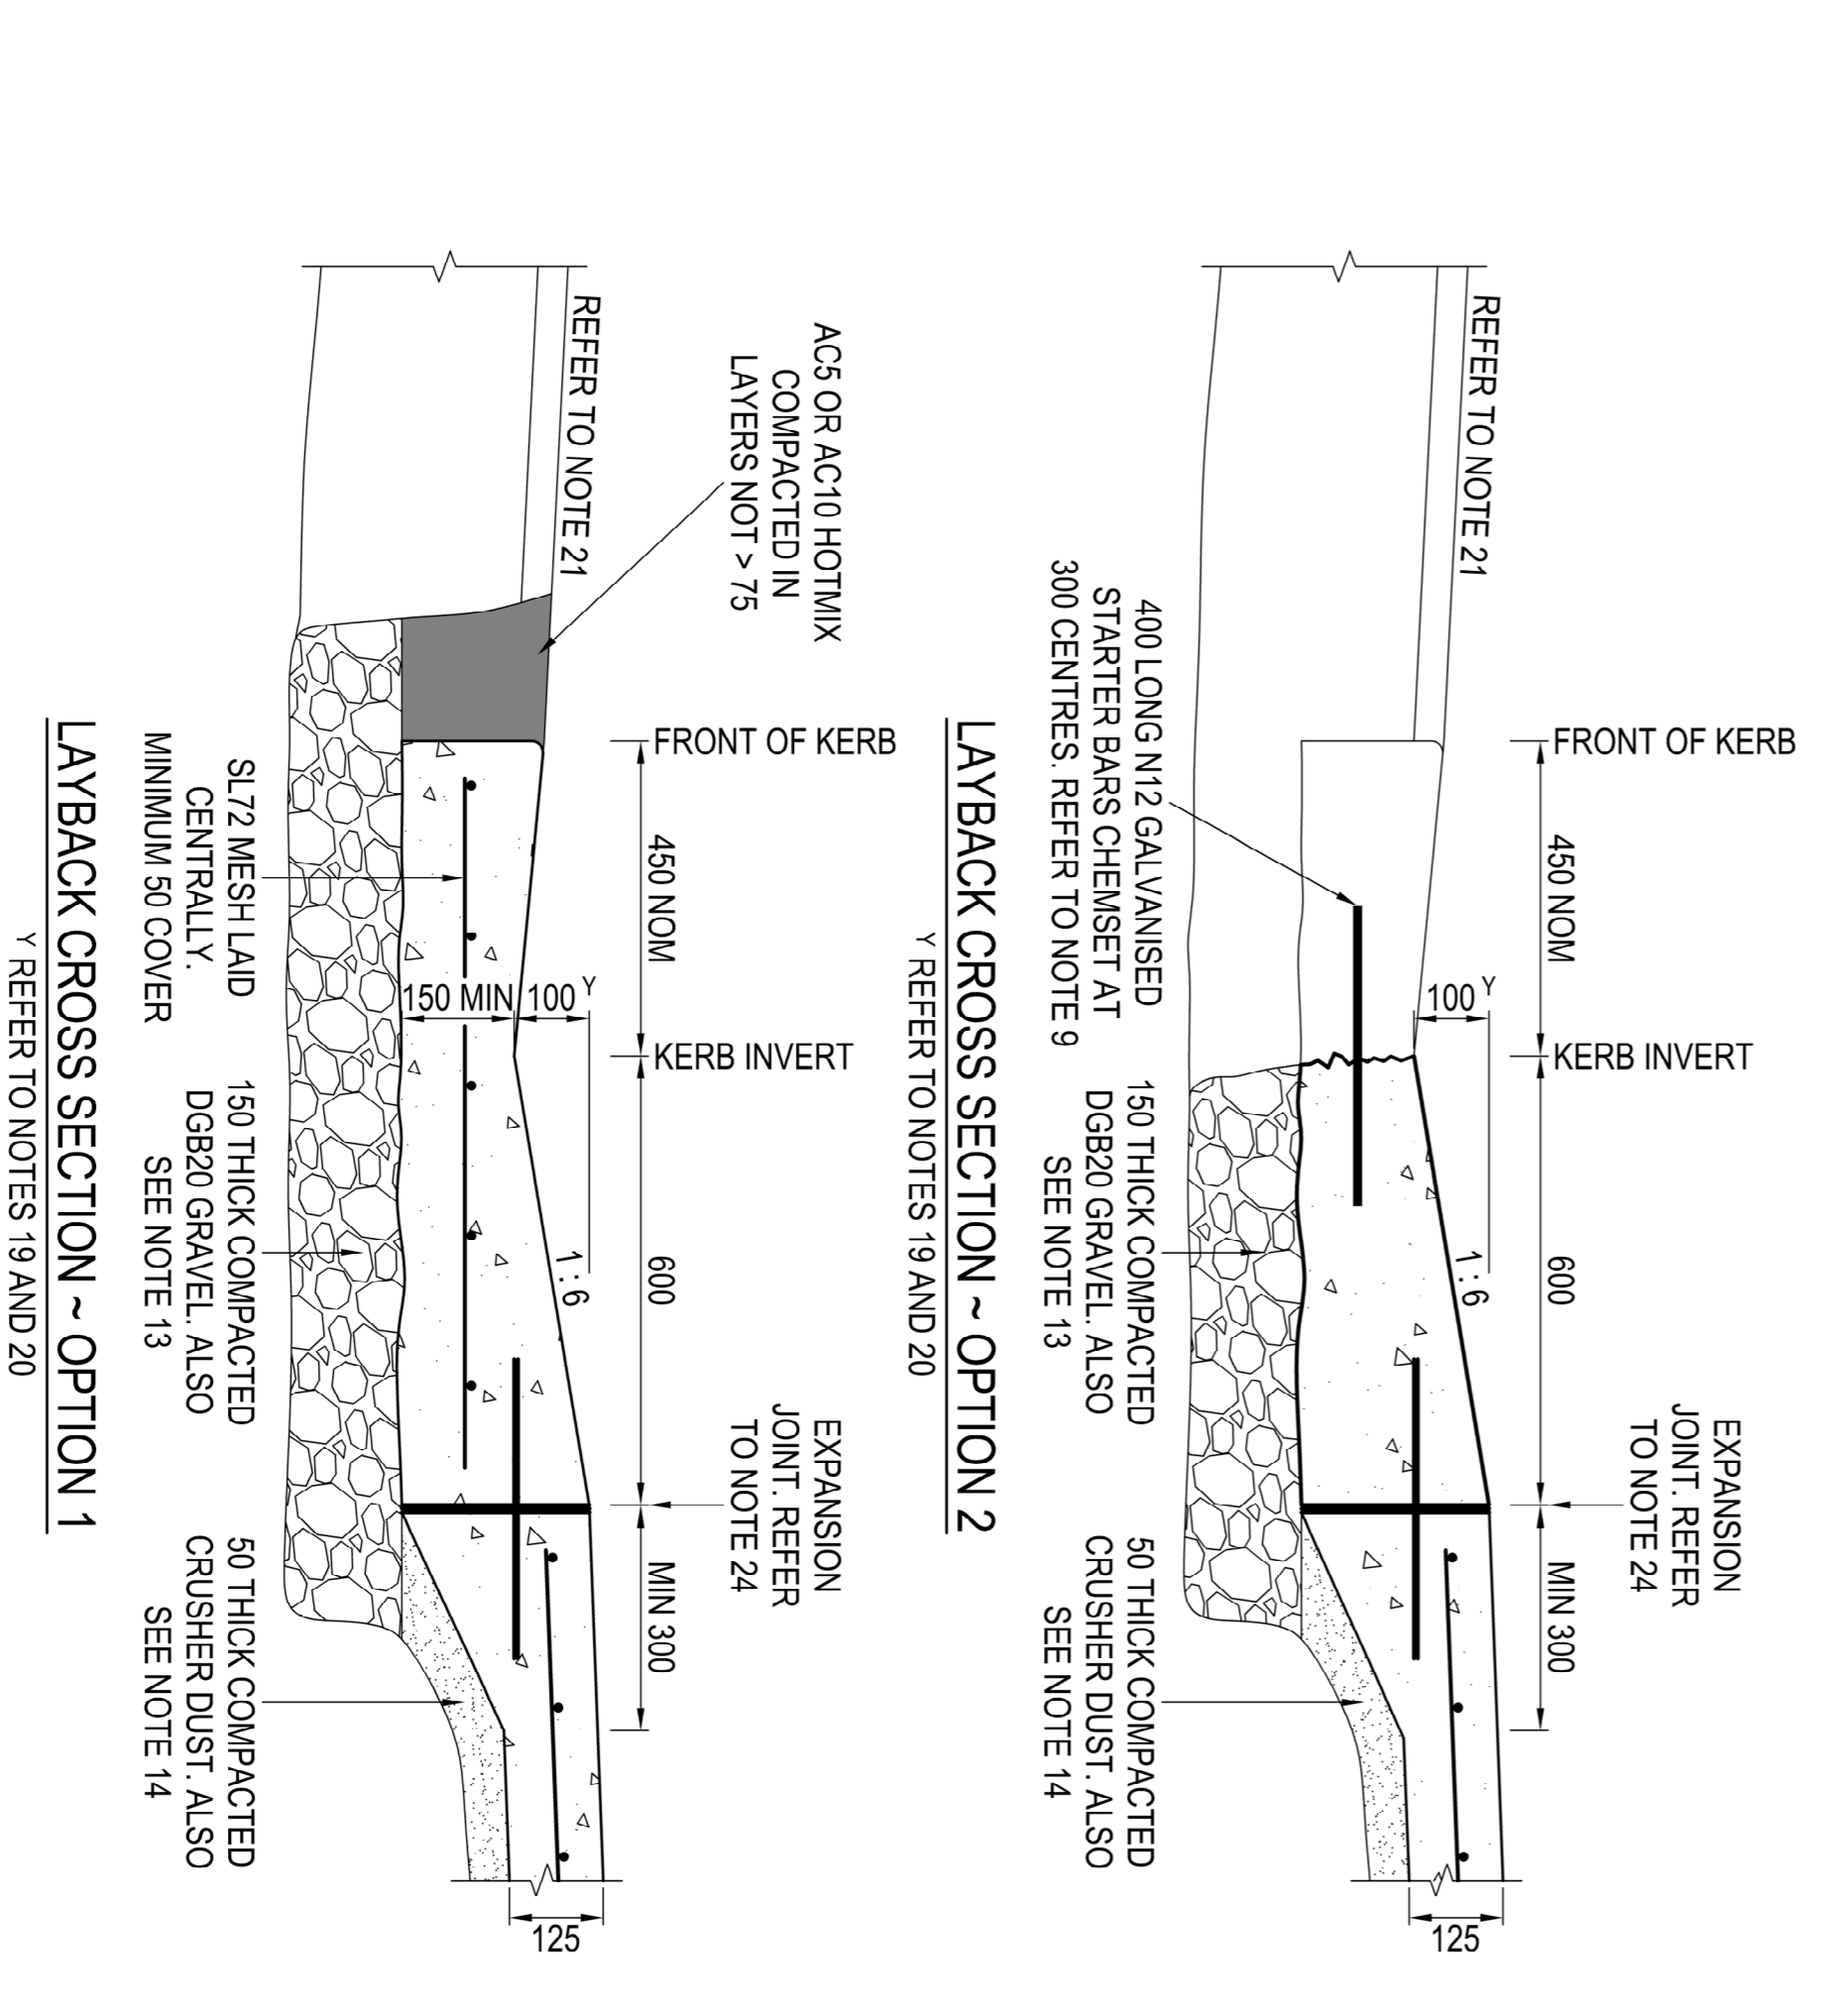 REFER TO NOTE 21
FRONT OF KERB
450 NOM
100 Y
KERB INVERT
600
1 : 6
EXPANSION
JOINT. REFER
TO NOTE 24
MIN 300
125
400 LONG N12 GALVANISED
STARTER BARS CHEMSET AT
300 CENTRES. REFER TO NOTE 9
150 THICK COMPACTED
DGB20 GRAVEL. ALSO
SEE NOTE 13
50 THICK COMPACTED
CRUSHER DUST. ALSO
SEE NOTE 14
LAYBACK CROSS SECTION ~ OPTION 2
Y REFER TO NOTES 19 AND 20
REFER TO NOTE 21
AC5 OR AC10 HOTMIX
COMPACTED IN
LAYERS NOT > 75
FRONT OF KERB
450 NOM
150 MIN
100 Y
KERB INVERT
600
1 : 6
EXPANSION
JOINT. REFER
TO NOTE 24
MIN 300
125
SL72 MESH LAID
CENTRALLY.
MINIMUM 50 COVER
150 THICK COMPACTED
DGB20 GRAVEL. ALSO
SEE NOTE 13
50 THICK COMPACTED
CRUSHER DUST. ALSO
SEE NOTE 14
LAYBACK CROSS SECTION ~ OPTION 1
Y REFER TO NOTES 19 AND 20